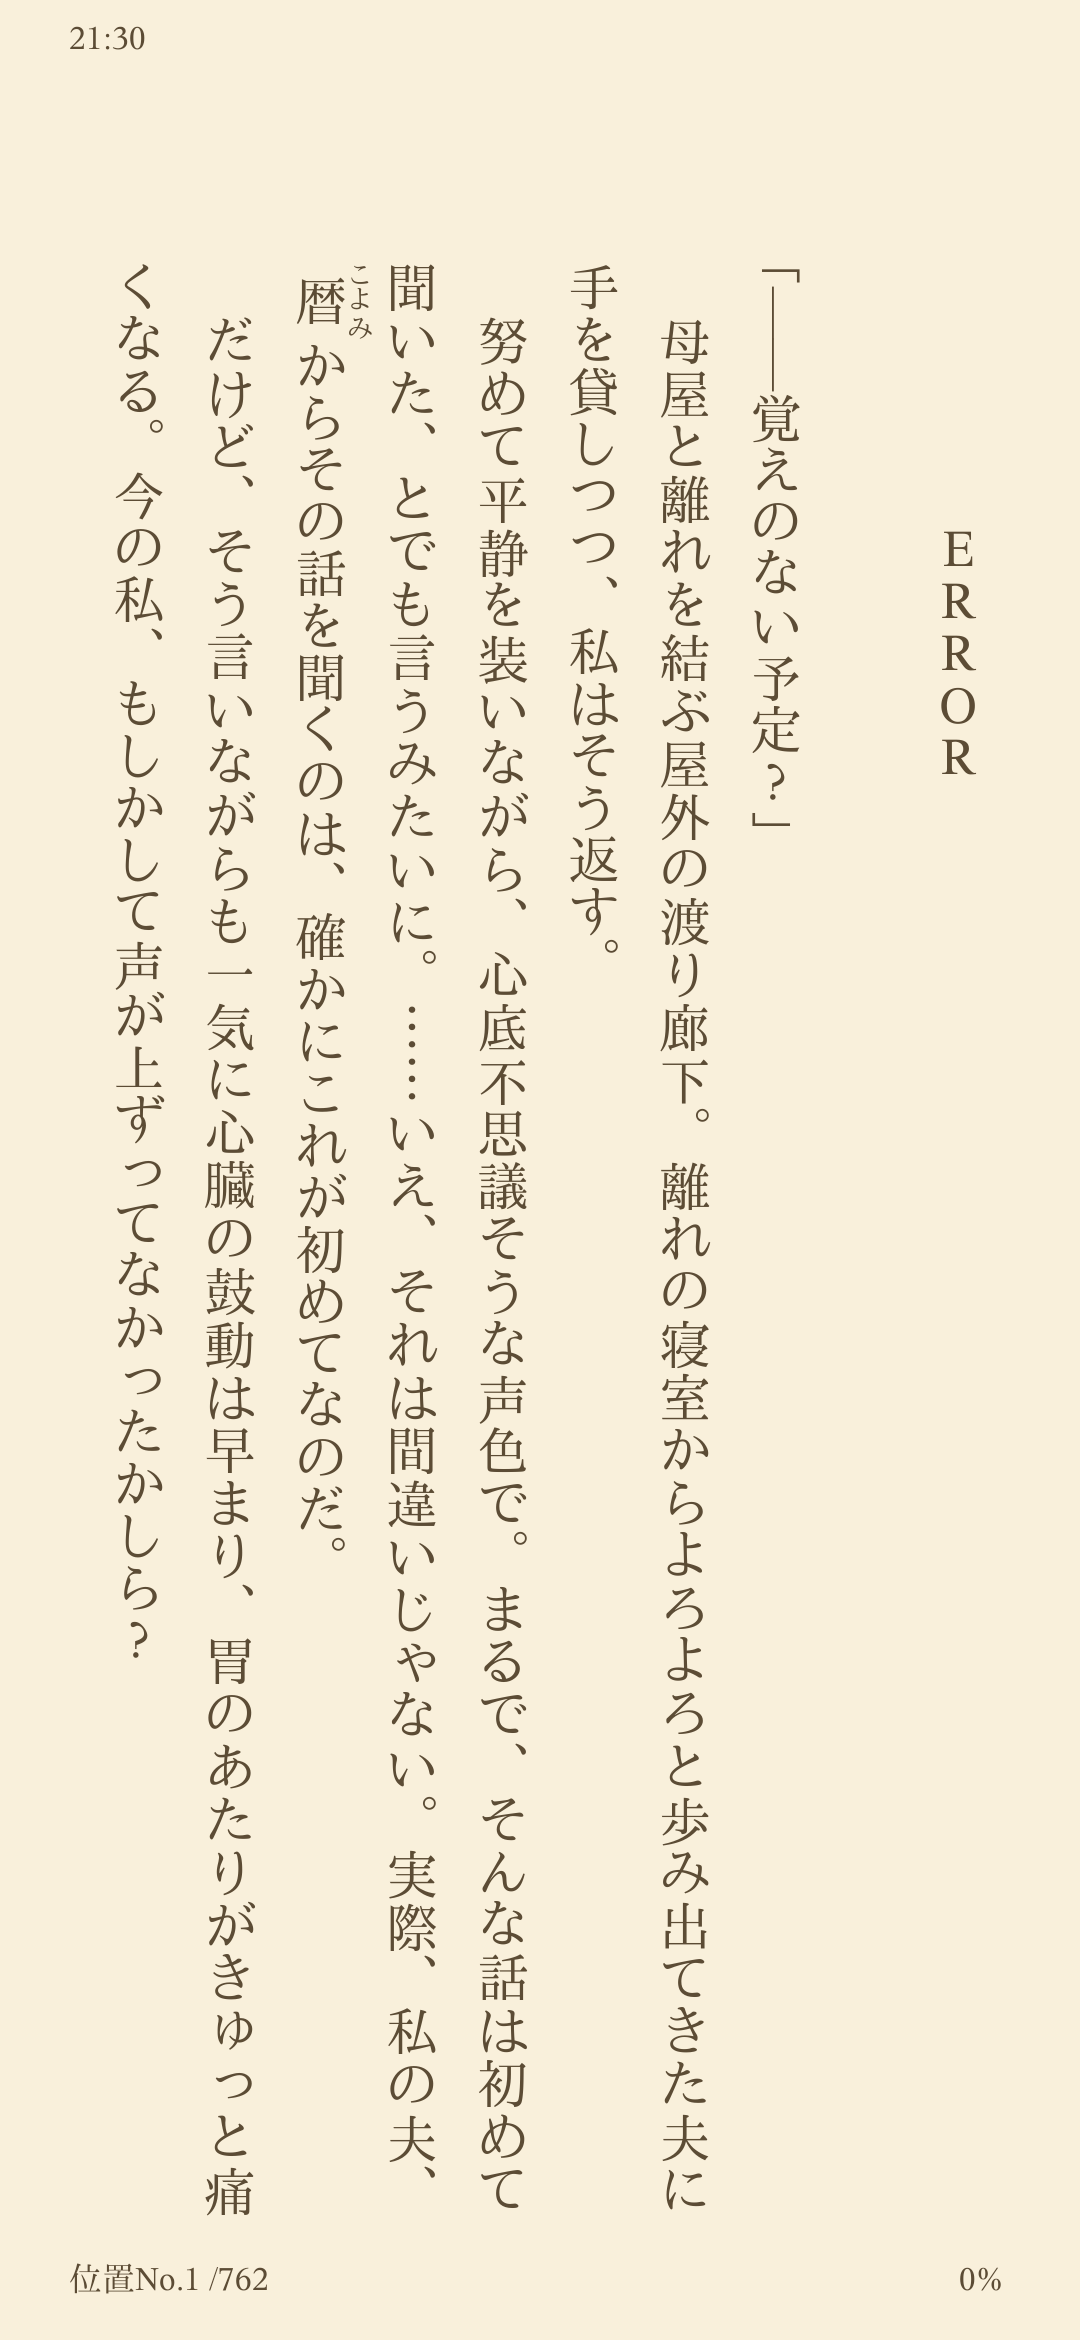 21:30
ERROR
「――覚えのない予定？」
　母屋と離れを結ぶ屋外の渡り廊下。離れの寝室からよろよろと歩み出てきた夫に
手を貸しつつ、私はそう返す。
　努めて平静を装いながら、心底不思議そうな声色で。まるで、そんな話は初めて
聞いた、とでも言うみたいに。……いえ、それは間違いじゃない。実際、私の夫、
こよみ
暦からその話を聞くのは、確かにこれが初めてなのだ。
　だけど、そう言いながらも一気に心臓の鼓動は早まり、胃のあたりがきゅっと痛
くなる。今の私、もしかして声が上ずってなかったかしら？
位置No.1 /762
0%